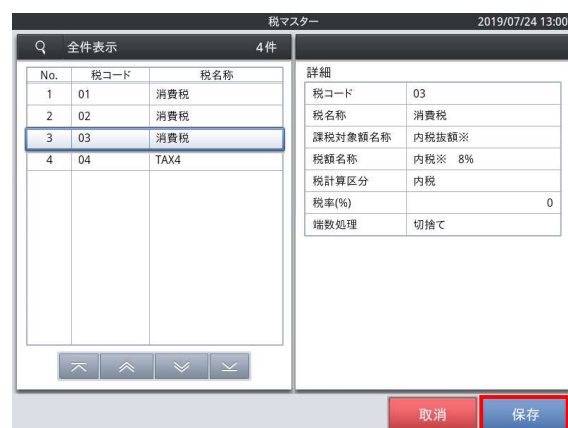 税マスター 2019/07/24 13:00
全件表示 4件
No. 税コード 税名称
1 01 消費税
2 02 消費税
3 03 消費税
4 04 TAX4
詳細
税コード 03
税名称 消費税
課税対象額名称 内税抜額※
税額名称 内税※ 8%
税計算区分 内税
税率(%) 0
端数処理 切捨て
取消 保存